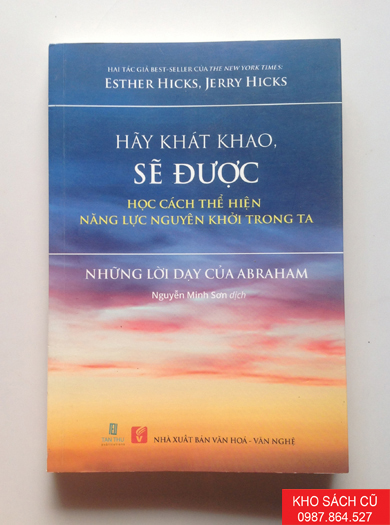 HAI TÁC GIẢ BEST-SELLER CỦA THE NEW YORK TIMES:
ESTHER HICKS, JERRY HICKS
HÃY KHÁT KHAO,
SẼ ĐƯỢC
HỌC CÁCH THỂ HIỆN
NĂNG LỰC NGUYÊN KHỞI TRONG TA
NHỮNG LỜI DẠY CỦA ABRAHAM
Nguyễn Minh Sơn dịch
NHÀ XUẤT BẢN VĂN HOÁ - VĂN NGHỆ
KHO SÁCH CŨ
0987.864.527